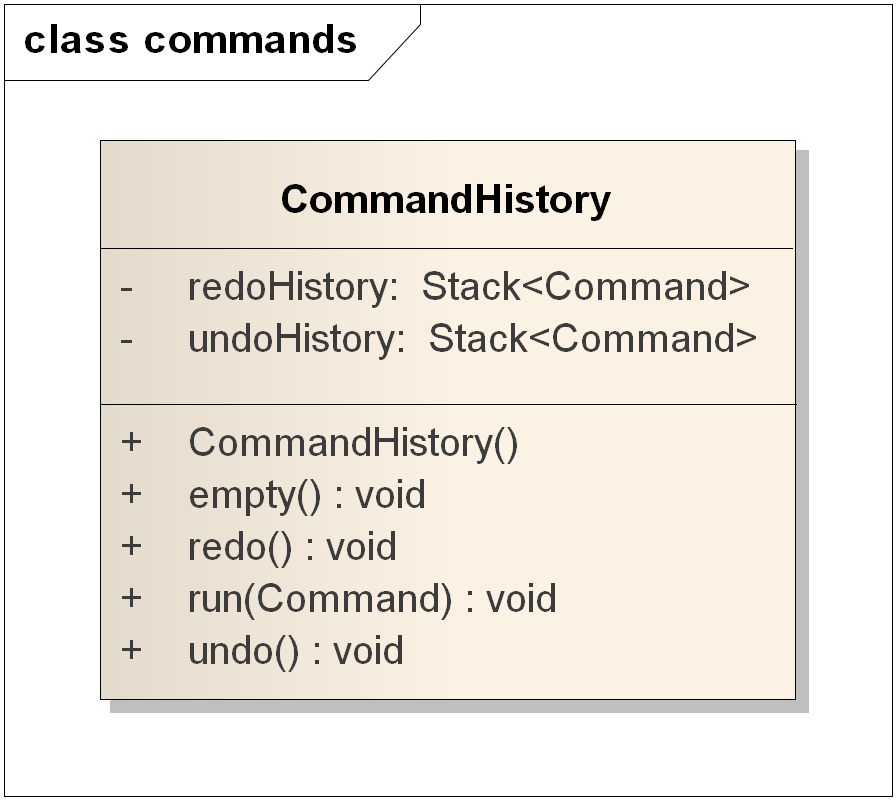 class commands
CommandHistory
- redoHistory: Stack<Command>
- undoHistory: Stack<Command>
+ CommandHistory()
+ empty() : void
+ redo() : void
+ run(Command) : void
+ undo() : void